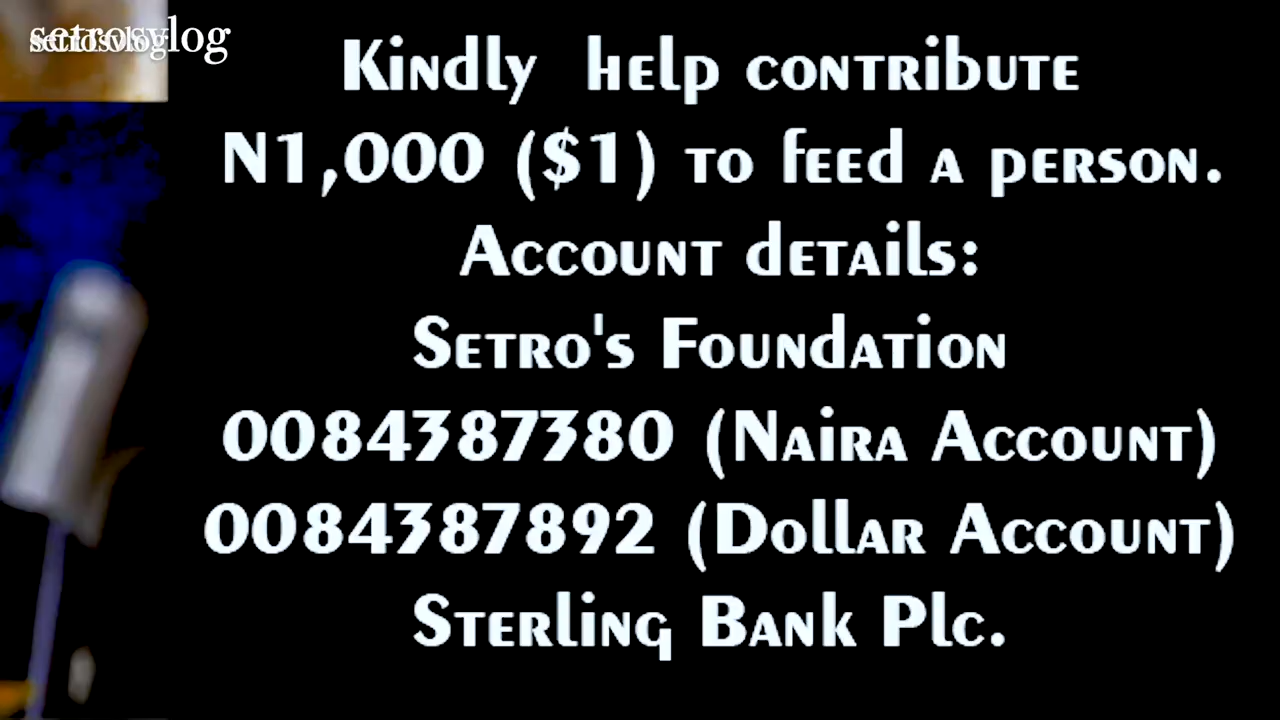 setrosvlog
setrosvlog
Kindly help contribute
N1,000 ($1) to feed a person.
Account details:
Setro's Foundation
0084387380 (Naira Account)
0084387892 (Dollar Account)
Sterling Bank Plc.